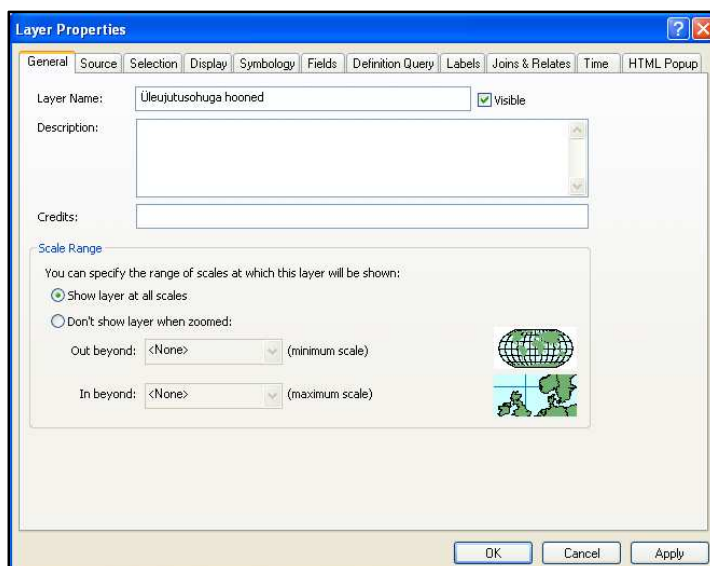 Layer Properties
General Source Selection Display Symbology Fields Definition Query Labels Joins & Relates Time HTML Popup
Layer Name: Üleujutusohuga hooned Visible
Description:
Credits:
Scale Range
You can specify the range of scales at which this layer will be shown:
Show layer at all scales
Don't show layer when zoomed:
Out beyond: <None> (minimum scale)
In beyond: <None> (maximum scale)
OK Cancel Apply